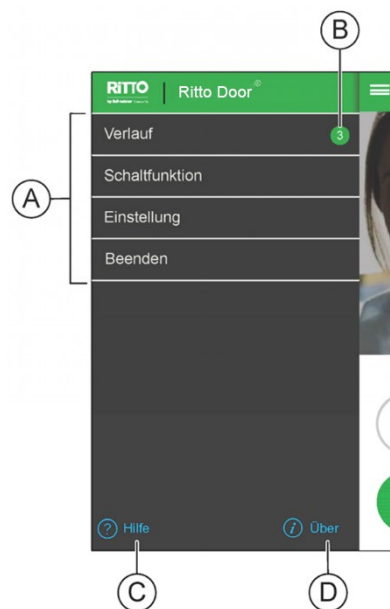 B
RiTTO
Ritto Door ©
Verlauf
3
Schaltfunktion
A
Einstellung
Beenden
? Hilfe
i Über
C
D